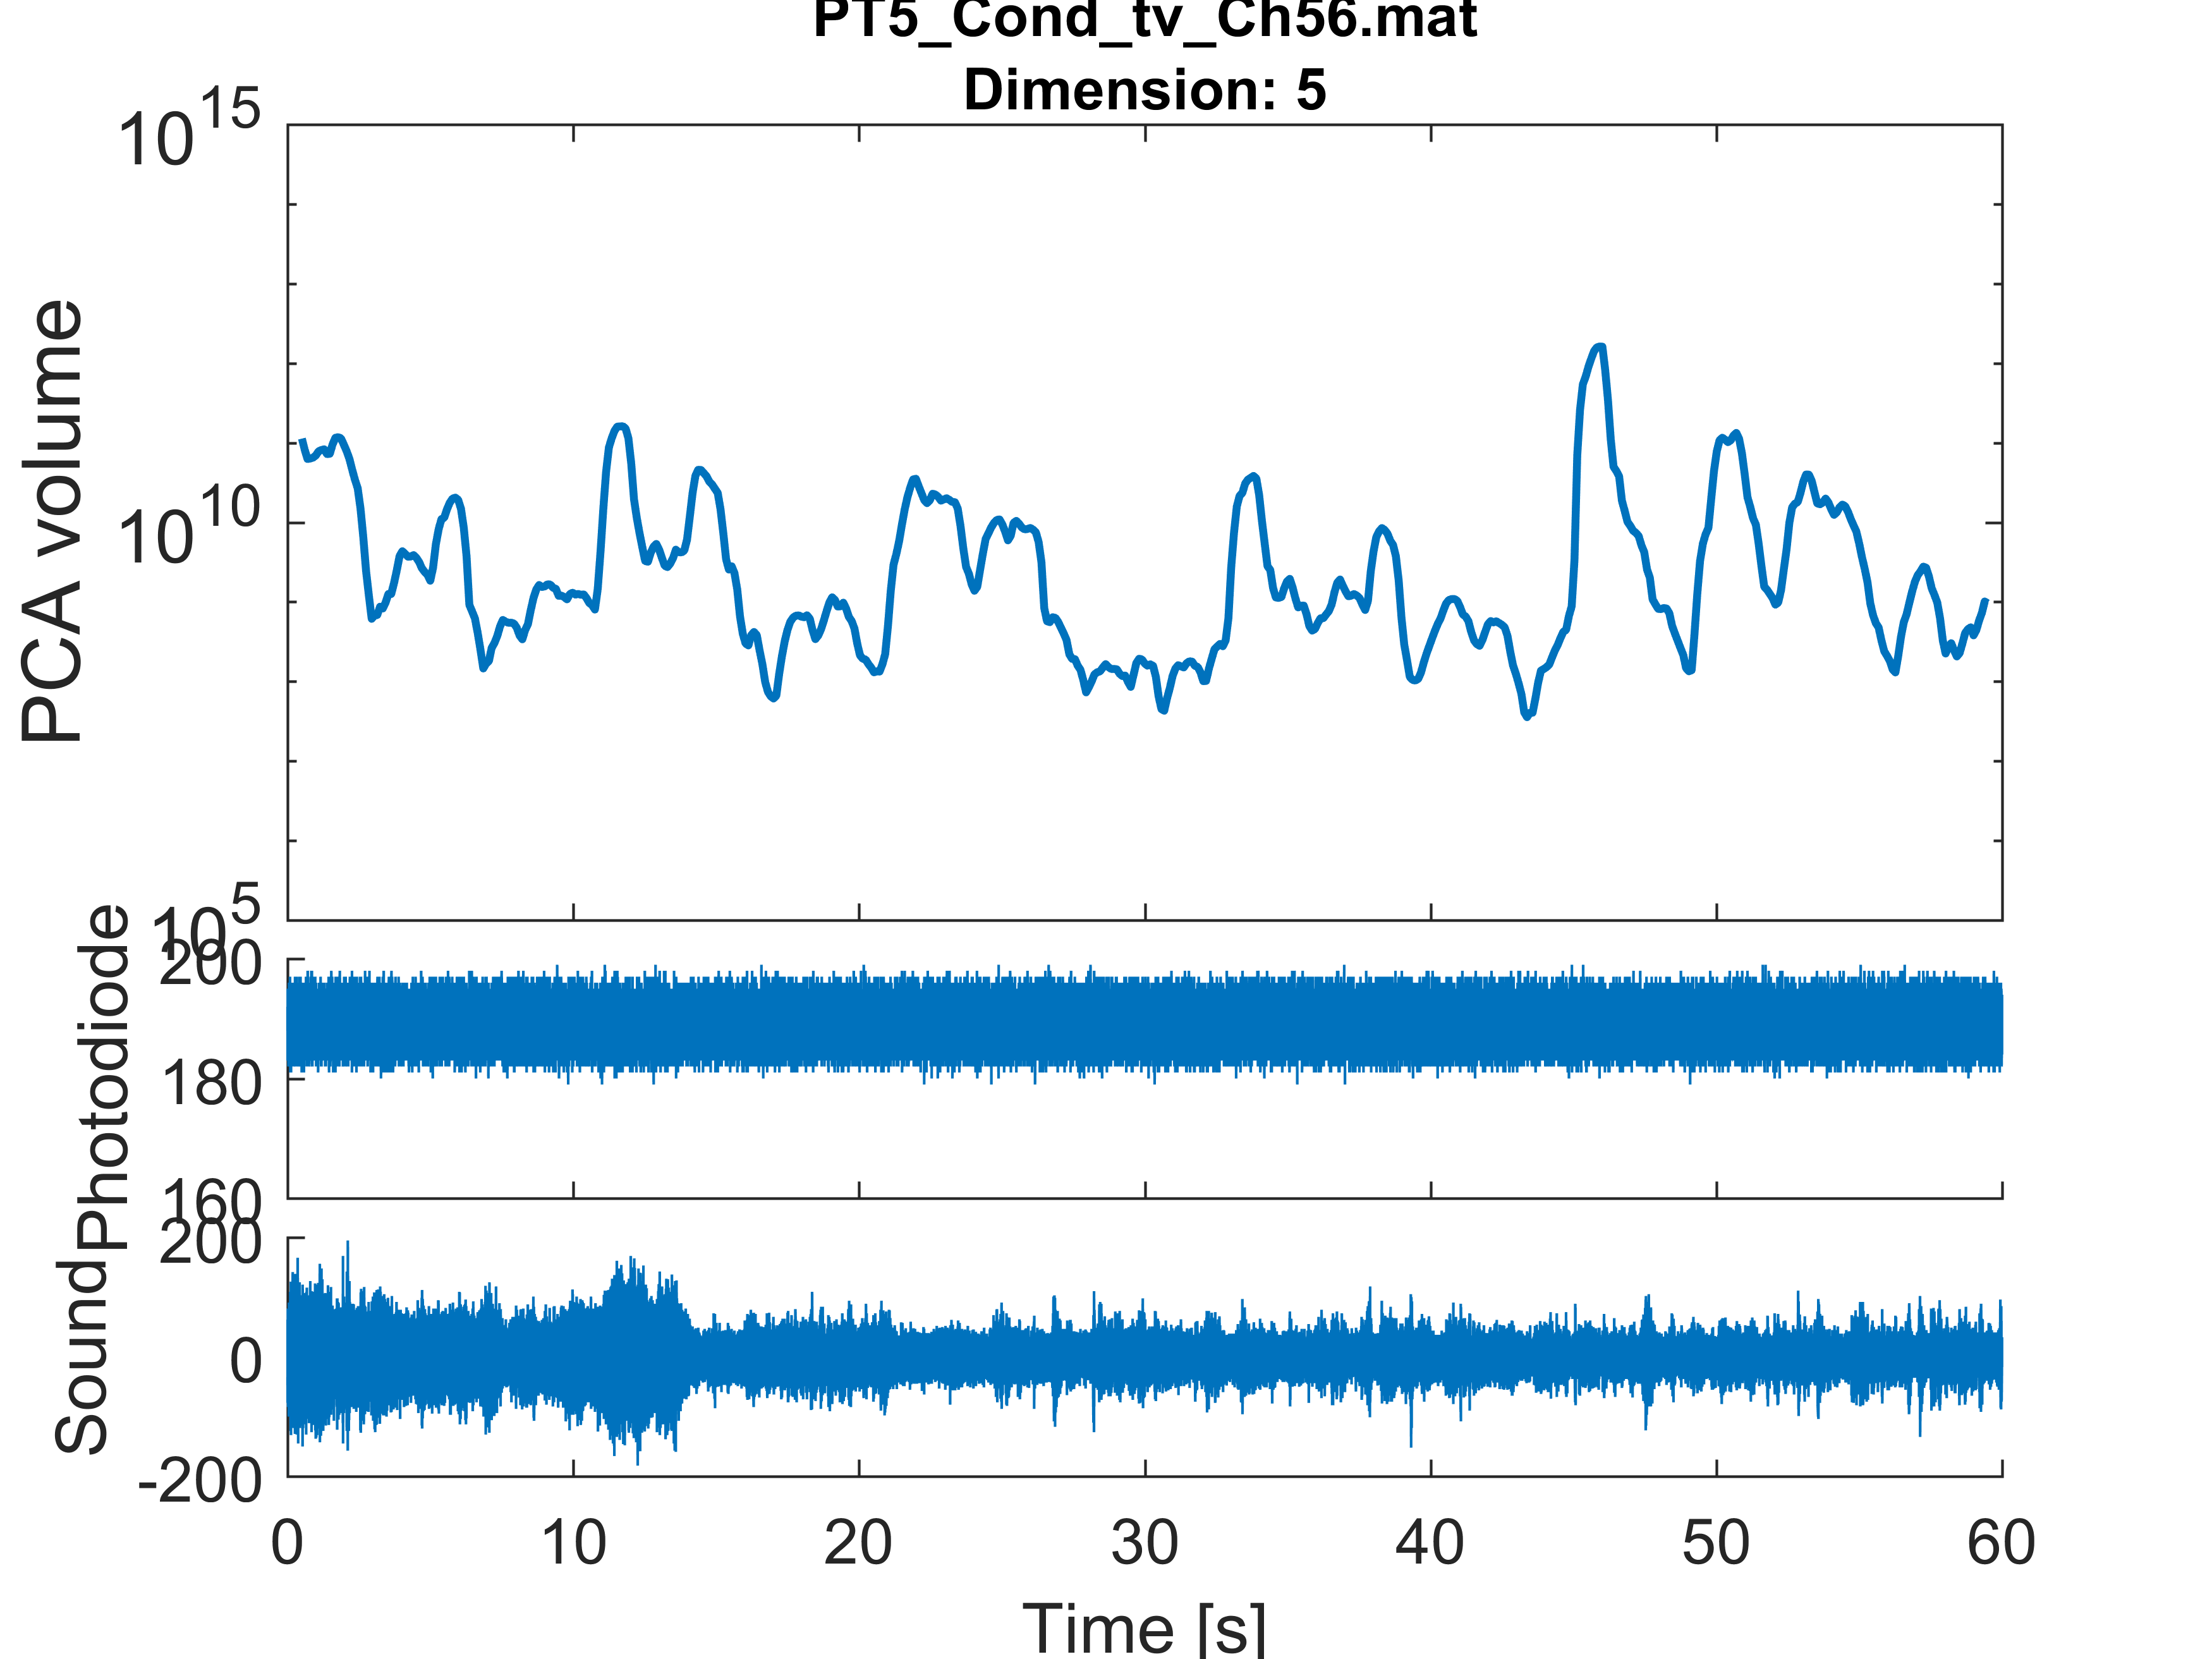 PT5_Cond_tv_Ch56.mat
Dimension: 5
PCA volume
10^15
10^10
10^5
Photodiode
200
180
160
Sound
200
0
-200
0 10 20 30 40 50 60
Time [s]